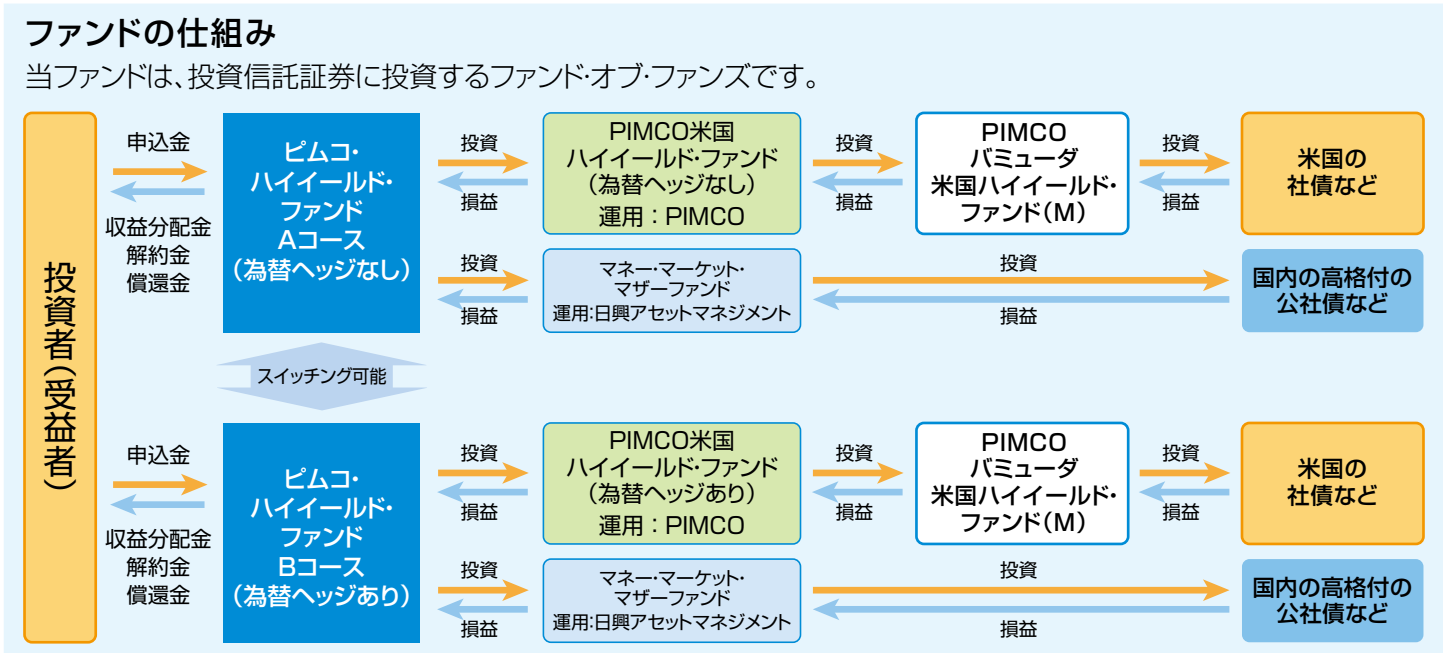 ファンドの仕組み
当ファンドは、投資信託証券に投資するファンド・オブ・ファンズです。
投資者(受益者)
申込金
収益分配金
解約金
償還金
ピムコ・
ハイイールド・
ファンド
Aコース
(為替ヘッジなし)
投資
損益
PIMCO米国
ハイイールド・ファンド
(為替ヘッジなし)
運用：PIMCO
投資
損益
PIMCO
バミューダ
米国ハイイールド・
ファンド(M)
投資
損益
米国の
社債など
投資
損益
マネー・マーケット・
マザーファンド
運用:日興アセットマネジメント
投資
損益
国内の高格付の
公社債など
スイッチング可能
申込金
収益分配金
解約金
償還金
ピムコ・
ハイイールド・
ファンド
Bコース
(為替ヘッジあり)
投資
損益
PIMCO米国
ハイイールド・ファンド
(為替ヘッジあり)
運用：PIMCO
投資
損益
PIMCO
バミューダ
米国ハイイールド・
ファンド(M)
投資
損益
米国の
社債など
投資
損益
マネー・マーケット・
マザーファンド
運用:日興アセットマネジメント
投資
損益
国内の高格付の
公社債など